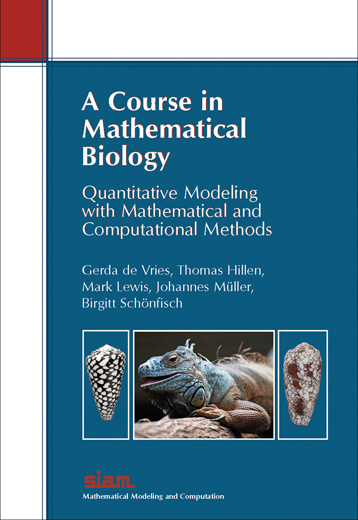 A Course in
Mathematical
Biology
Quantitative Modeling
with Mathematical and
Computational Methods
Gerda de Vries, Thomas Hillen,
Mark Lewis, Johannes Müller,
Birgitt Schönfisch
siam
Mathematical Modeling and Computation